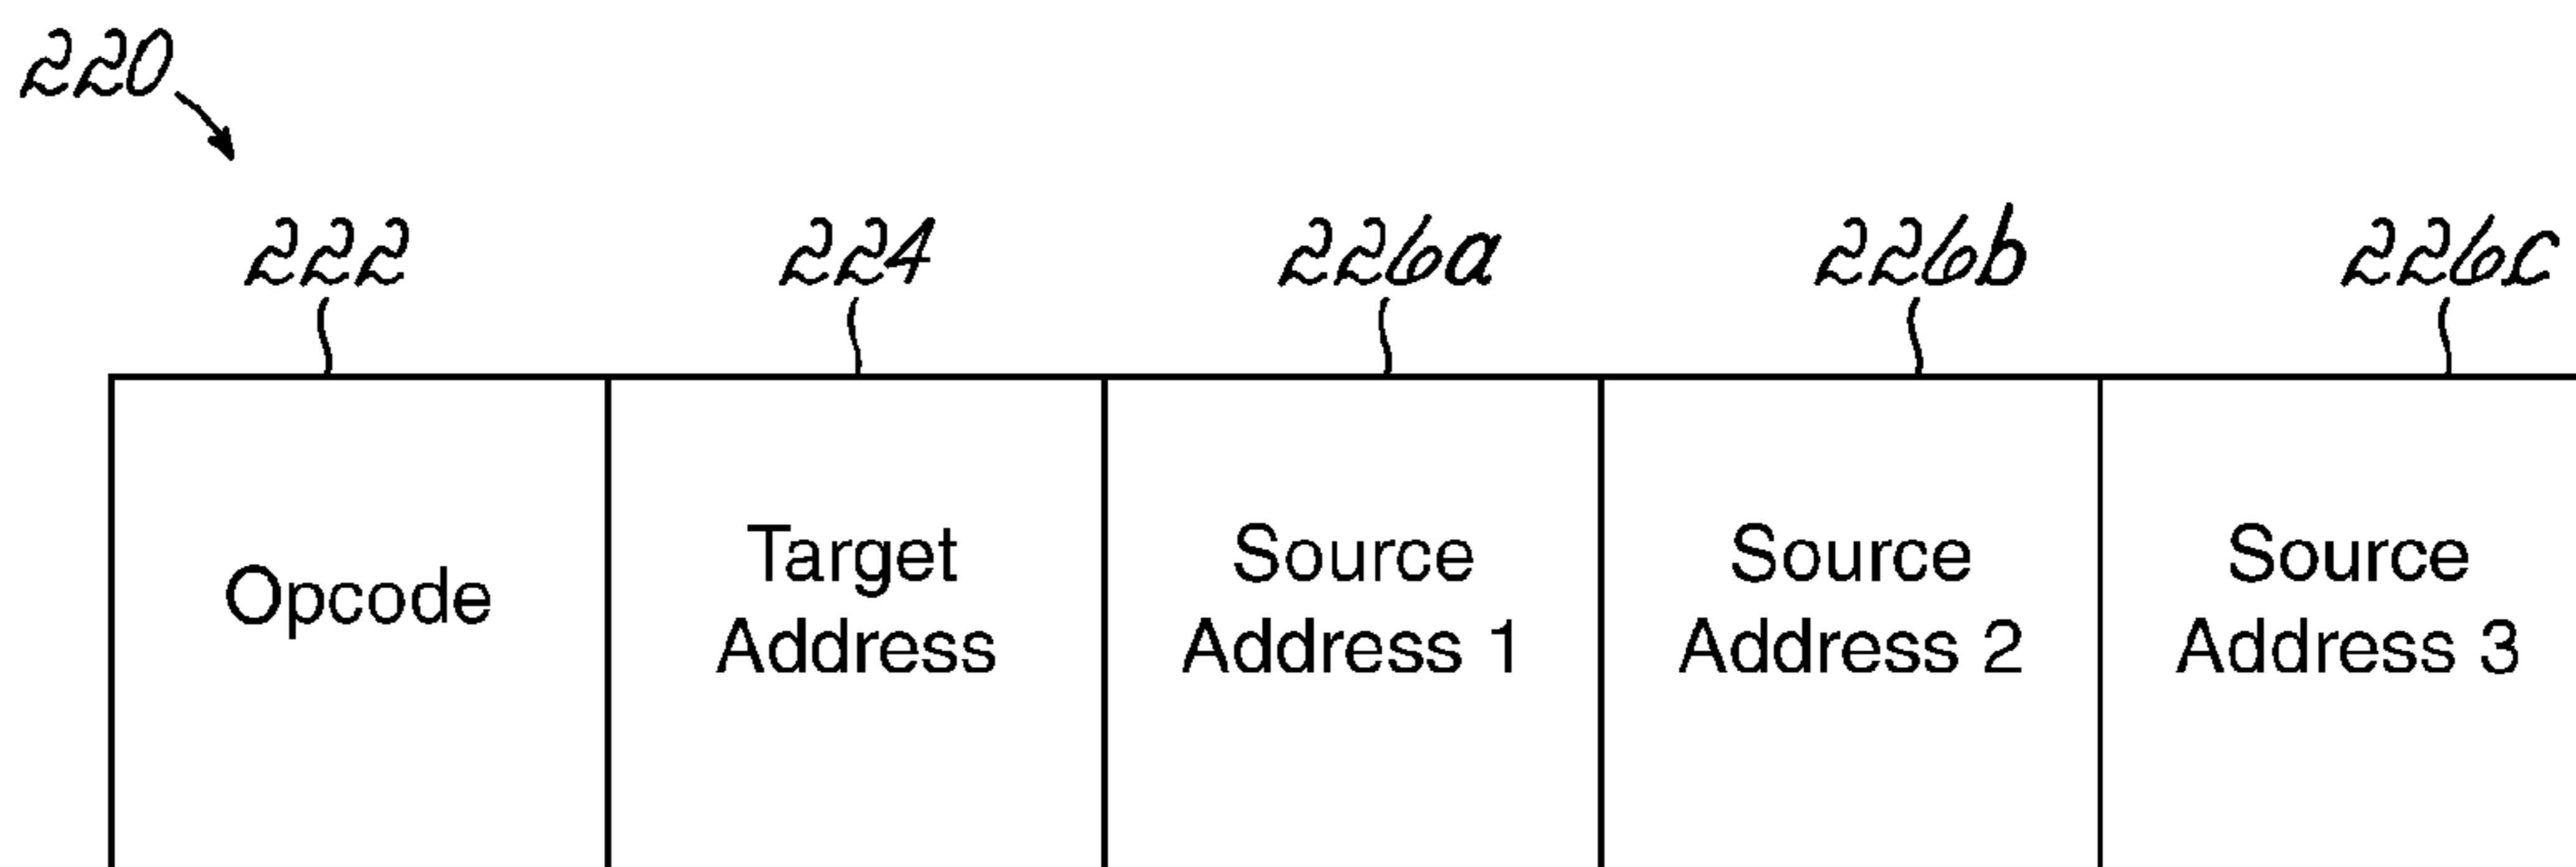 220
222 224 226a 226b 226c
Opcode
Target
Address
Source
Address 1
Source
Address 2
Source
Address 3